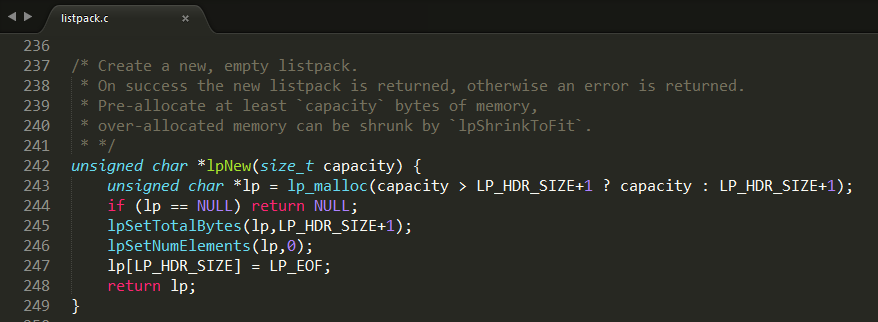 listpack.c
236
237 /* Create a new, empty listpack.
238  * On success the new listpack is returned, otherwise an error is returned.
239  * Pre-allocate at least `capacity` bytes of memory,
240  * over-allocated memory can be shrunk by `lpShrinkToFit`.
241  * */
242 unsigned char *lpNew(size_t capacity) {
243     unsigned char *lp = lp_malloc(capacity > LP_HDR_SIZE+1 ? capacity : LP_HDR_SIZE+1);
244     if (lp == NULL) return NULL;
245     lpSetTotalBytes(lp,LP_HDR_SIZE+1);
246     lpSetNumElements(lp,0);
247     lp[LP_HDR_SIZE] = LP_EOF;
248     return lp;
249 }